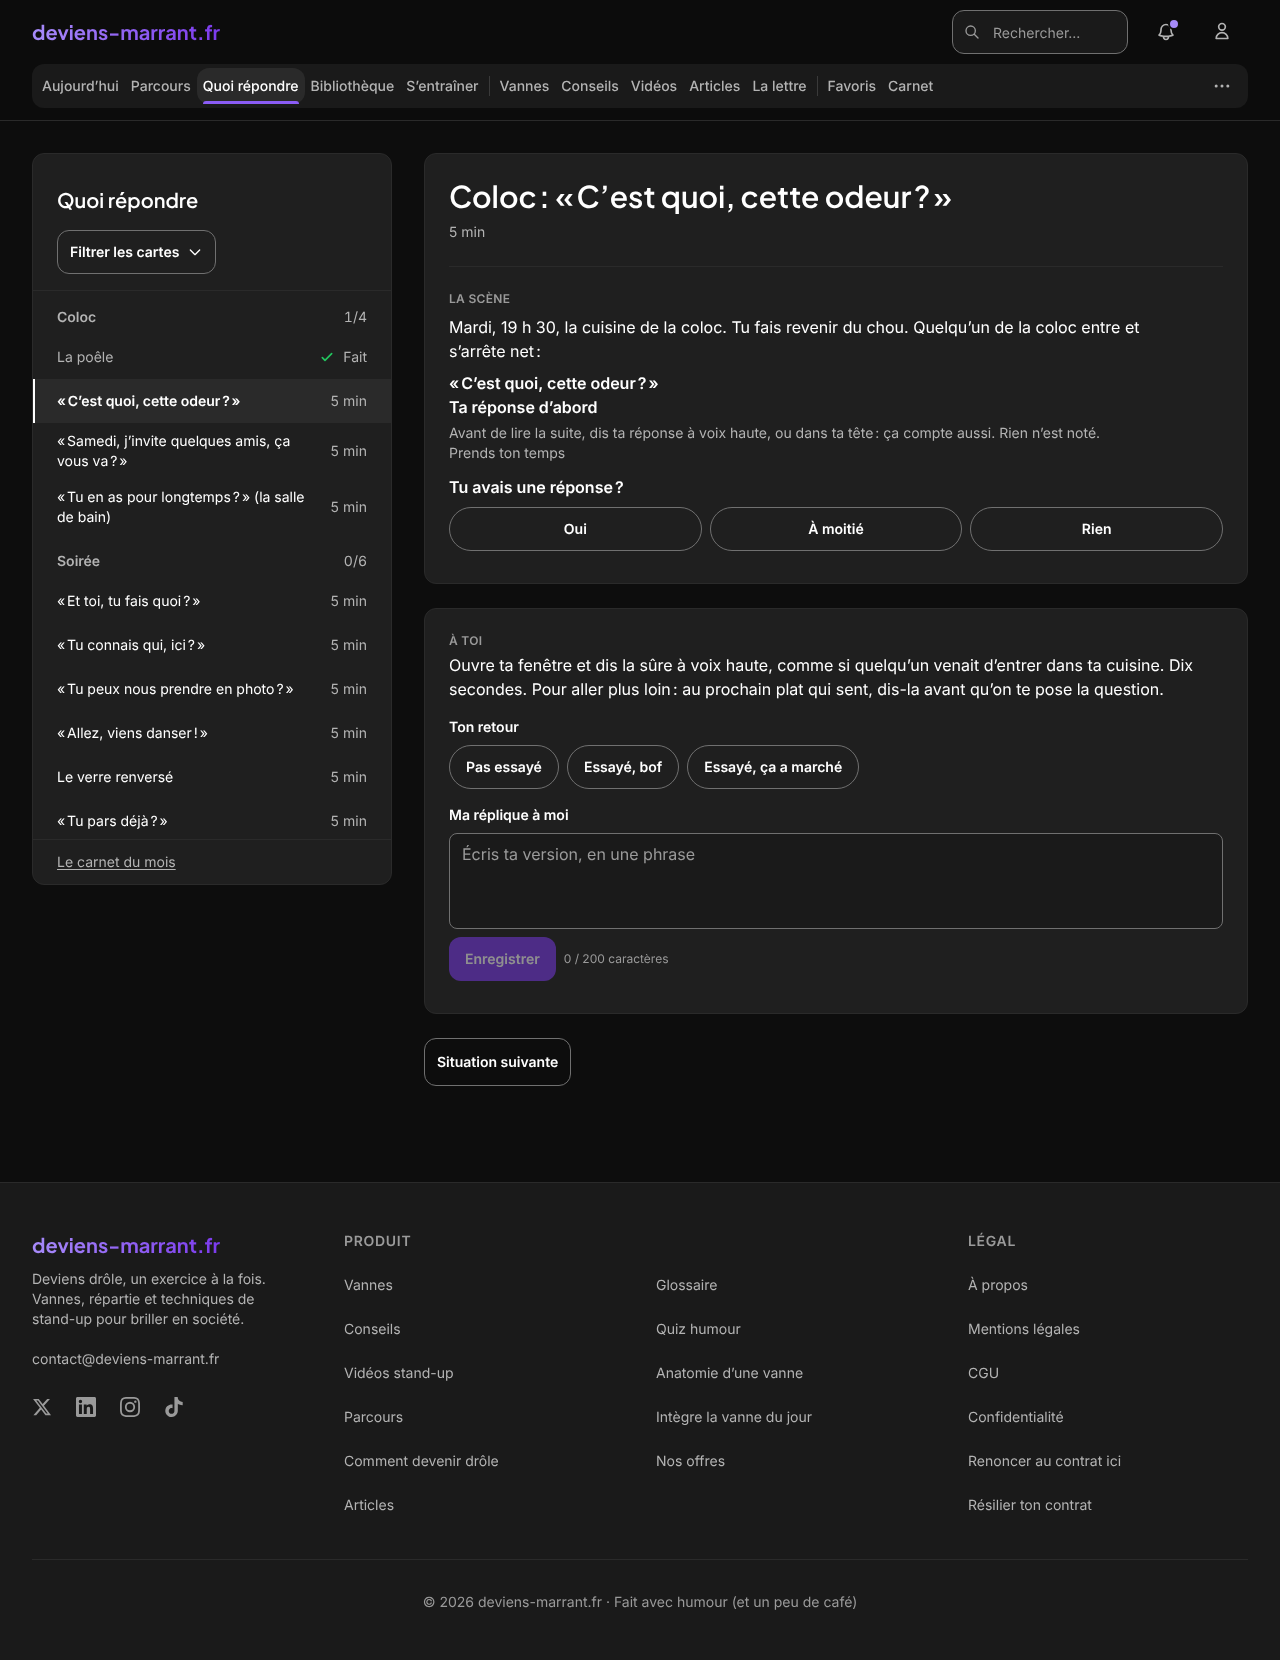 deviens-marrant.fr
Rechercher...
Aujourd’hui Parcours Quoi répondre Bibliothèque S’entraîner Vannes Conseils Vidéos Articles La lettre Favoris Carnet
Quoi répondre
Filtrer les cartes
Coloc 1/4
La poêle Fait
« C’est quoi, cette odeur ? » 5 min
« Samedi, j’invite quelques amis, ça
vous va ? » 5 min
« Tu en as pour longtemps ? » (la salle
de bain) 5 min
Soirée 0/6
« Et toi, tu fais quoi ? » 5 min
« Tu connais qui, ici ? » 5 min
« Tu peux nous prendre en photo ? » 5 min
« Allez, viens danser ! » 5 min
Le verre renversé 5 min
« Tu pars déjà ? » 5 min
Le carnet du mois
Coloc : « C’est quoi, cette odeur ? »
5 min
LA SCÈNE
Mardi, 19 h 30, la cuisine de la coloc. Tu fais revenir du chou. Quelqu’un de la coloc entre et
s’arrête net :
« C’est quoi, cette odeur ? »
Ta réponse d’abord
Avant de lire la suite, dis ta réponse à voix haute, ou dans ta tête : ça compte aussi. Rien n’est noté.
Prends ton temps
Tu avais une réponse ?
Oui À moitié Rien
À TOI
Ouvre ta fenêtre et dis la sûre à voix haute, comme si quelqu’un venait d’entrer dans ta cuisine. Dix
secondes. Pour aller plus loin : au prochain plat qui sent, dis-la avant qu’on te pose la question.
Ton retour
Pas essayé Essayé, bof Essayé, ça a marché
Ma réplique à moi
Écris ta version, en une phrase
Enregistrer 0 / 200 caractères
Situation suivante
deviens-marrant.fr
Deviens drôle, un exercice à la fois.
Vannes, répartie et techniques de
stand-up pour briller en société.
contact@deviens-marrant.fr
PRODUIT
Vannes
Conseils
Vidéos stand-up
Parcours
Comment devenir drôle
Articles
Glossaire
Quiz humour
Anatomie d’une vanne
Intègre la vanne du jour
Nos offres
LÉGAL
À propos
Mentions légales
CGU
Confidentialité
Renoncer au contrat ici
Résilier ton contrat
© 2026 deviens-marrant.fr · Fait avec humour (et un peu de café)